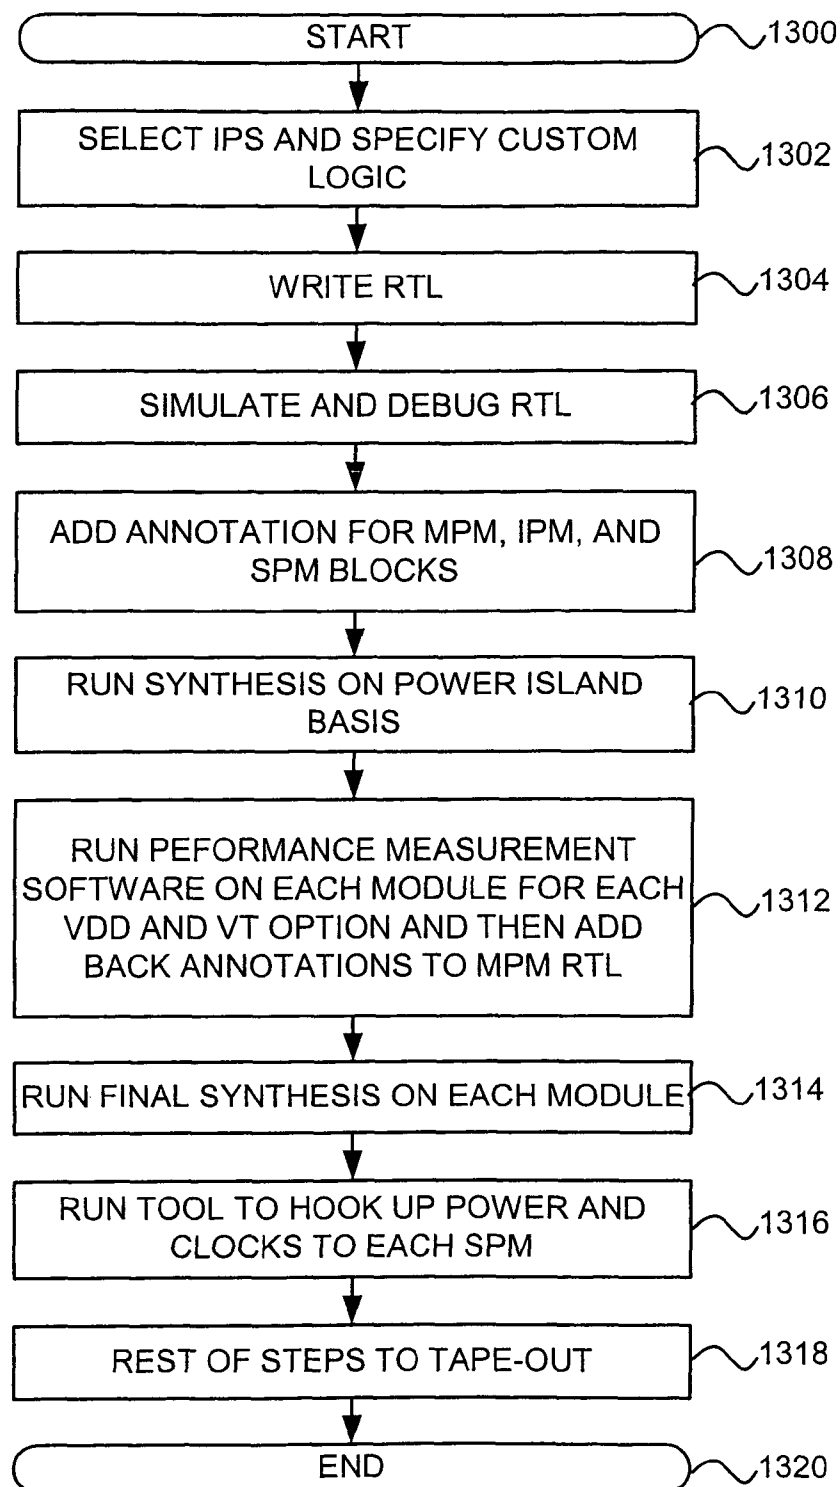 START
1300
SELECT IPS AND SPECIFY CUSTOM
LOGIC
1302
WRITE RTL
1304
SIMULATE AND DEBUG RTL
1306
ADD ANNOTATION FOR MPM, IPM, AND
SPM BLOCKS
1308
RUN SYNTHESIS ON POWER ISLAND
BASIS
1310
RUN PEFORMANCE MEASUREMENT
SOFTWARE ON EACH MODULE FOR EACH
VDD AND VT OPTION AND THEN ADD
BACK ANNOTATIONS TO MPM RTL
1312
RUN FINAL SYNTHESIS ON EACH MODULE
1314
RUN TOOL TO HOOK UP POWER AND
CLOCKS TO EACH SPM
1316
REST OF STEPS TO TAPE-OUT
1318
END
1320